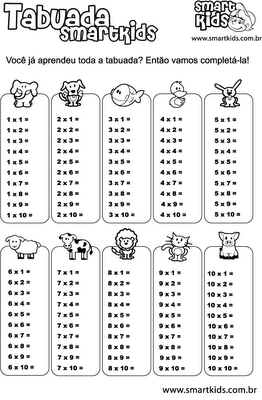 Tabuada
smartkids
smart
kids
www.smartkids.com.br
Você já aprendeu toda a tabuada? Então vamos completá-la!
1 x 1 =
1 x 2 =
1 x 3 =
1 x 4 =
1 x 5 =
1 x 6 =
1 x 7 =
1 x 8 =
1 x 9 =
1 x 10 =
2 x 1 =
2 x 2 =
2 x 3 =
2 x 4 =
2 x 5 =
2 x 6 =
2 x 7 =
2 x 8 =
2 x 9 =
2 x 10 =
3 x 1 =
3 x 2 =
3 x 3 =
3 x 4 =
3 x 5 =
3 x 6 =
3 x 7 =
3 x 8 =
3 x 9 =
3 x 10 =
4 x 1 =
4 x 2 =
4 x 3 =
4 x 4 =
4 x 5 =
4 x 6 =
4 x 7 =
4 x 8 =
4 x 9 =
4 x 10 =
5 x 1 =
5 x 2 =
5 x 3 =
5 x 4 =
5 x 5 =
5 x 6 =
5 x 7 =
5 x 8 =
5 x 9 =
5 x 10 =
6 x 1 =
6 x 2 =
6 x 3 =
6 x 4 =
6 x 5 =
6 x 6 =
6 x 7 =
6 x 8 =
6 x 9 =
6 x 10 =
7 x 1 =
7 x 2 =
7 x 3 =
7 x 4 =
7 x 5 =
7 x 6 =
7 x 7 =
7 x 8 =
7 x 9 =
7 x 10 =
8 x 1 =
8 x 2 =
8 x 3 =
8 x 4 =
8 x 5 =
8 x 6 =
8 x 7 =
8 x 8 =
8 x 9 =
8 x 10 =
9 x 1 =
9 x 2 =
9 x 3 =
9 x 4 =
9 x 5 =
9 x 6 =
9 x 7 =
9 x 8 =
9 x 9 =
9 x 10 =
10 x 1 =
10 x 2 =
10 x 3 =
10 x 4 =
10 x 5 =
10 x 6 =
10 x 7 =
10 x 8 =
10 x 9 =
10 x 10 =
www.smartkids.com.br